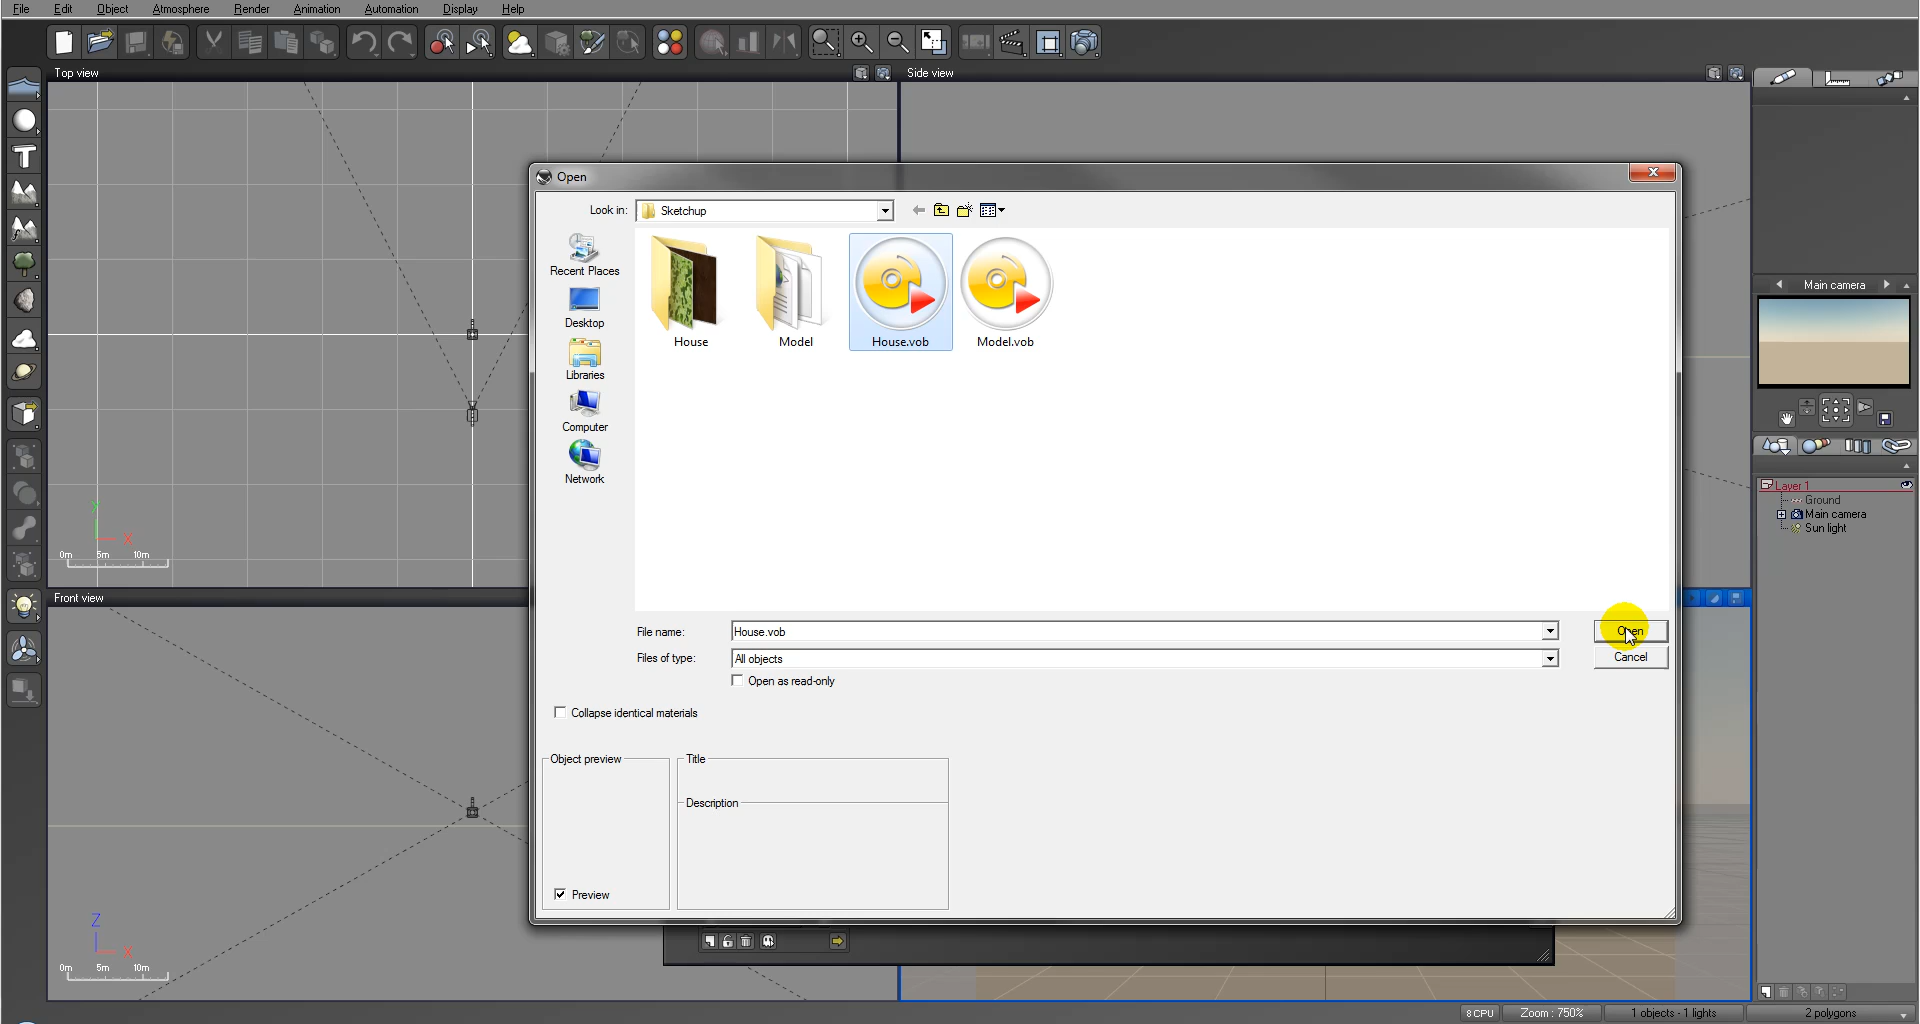 File Edit Object Atmosphere Render Animation Automation Display Help
Top view
Side view
Open
Look in: Sketchup
Recent Places
Desktop
Libraries
Computer
Network
House
Model
House.vob
Model.vob
Main camera
Layer 1
Ground
Main camera
Sun light
X
0m 5m 10m
Front view
File name: House.vob
Open
Files of type: All objects
Cancel
Open as read-only
Collapse identical materials
Object preview
Title
Description
Preview
Z
X
0m 5m 10m
8 CPU
Zoom : 750%
1 objects - 1 lights
2 polygons